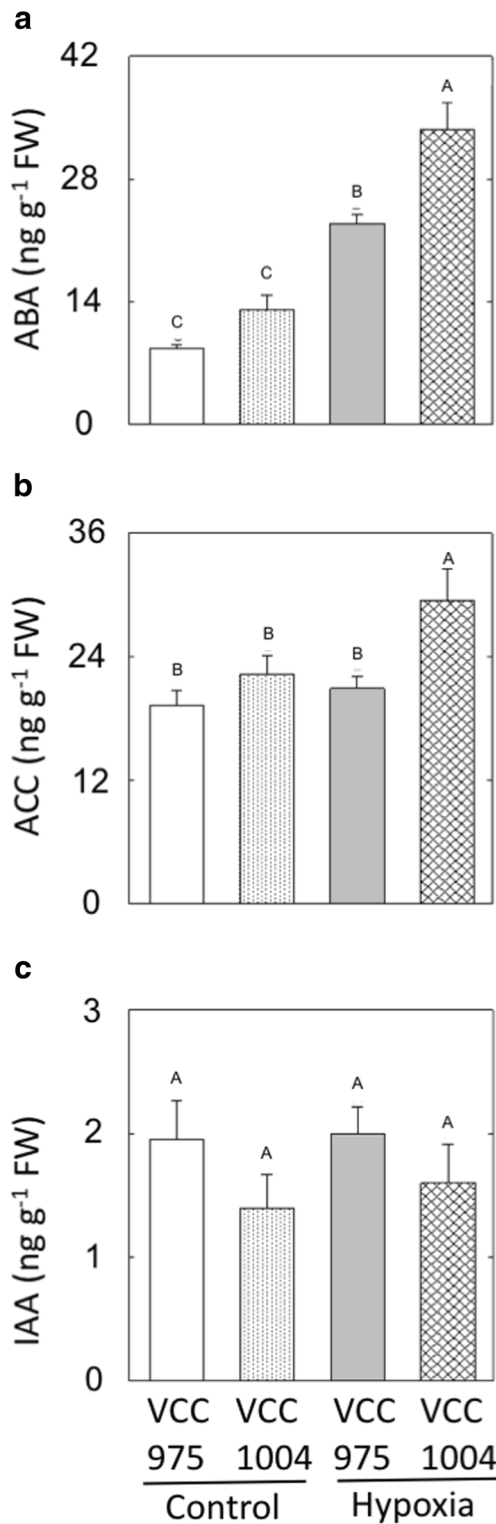 a
42
28
14
0
ABA (ng g⁻¹ FW)
C
C
B
A
b
36
24
12
0
ACC (ng g⁻¹ FW)
B
B
B
A
c
3
2
1
0
IAA (ng g⁻¹ FW)
A
A
A
A
VCC VCC VCC VCC
975 1004 975 1004
Control Hypoxia